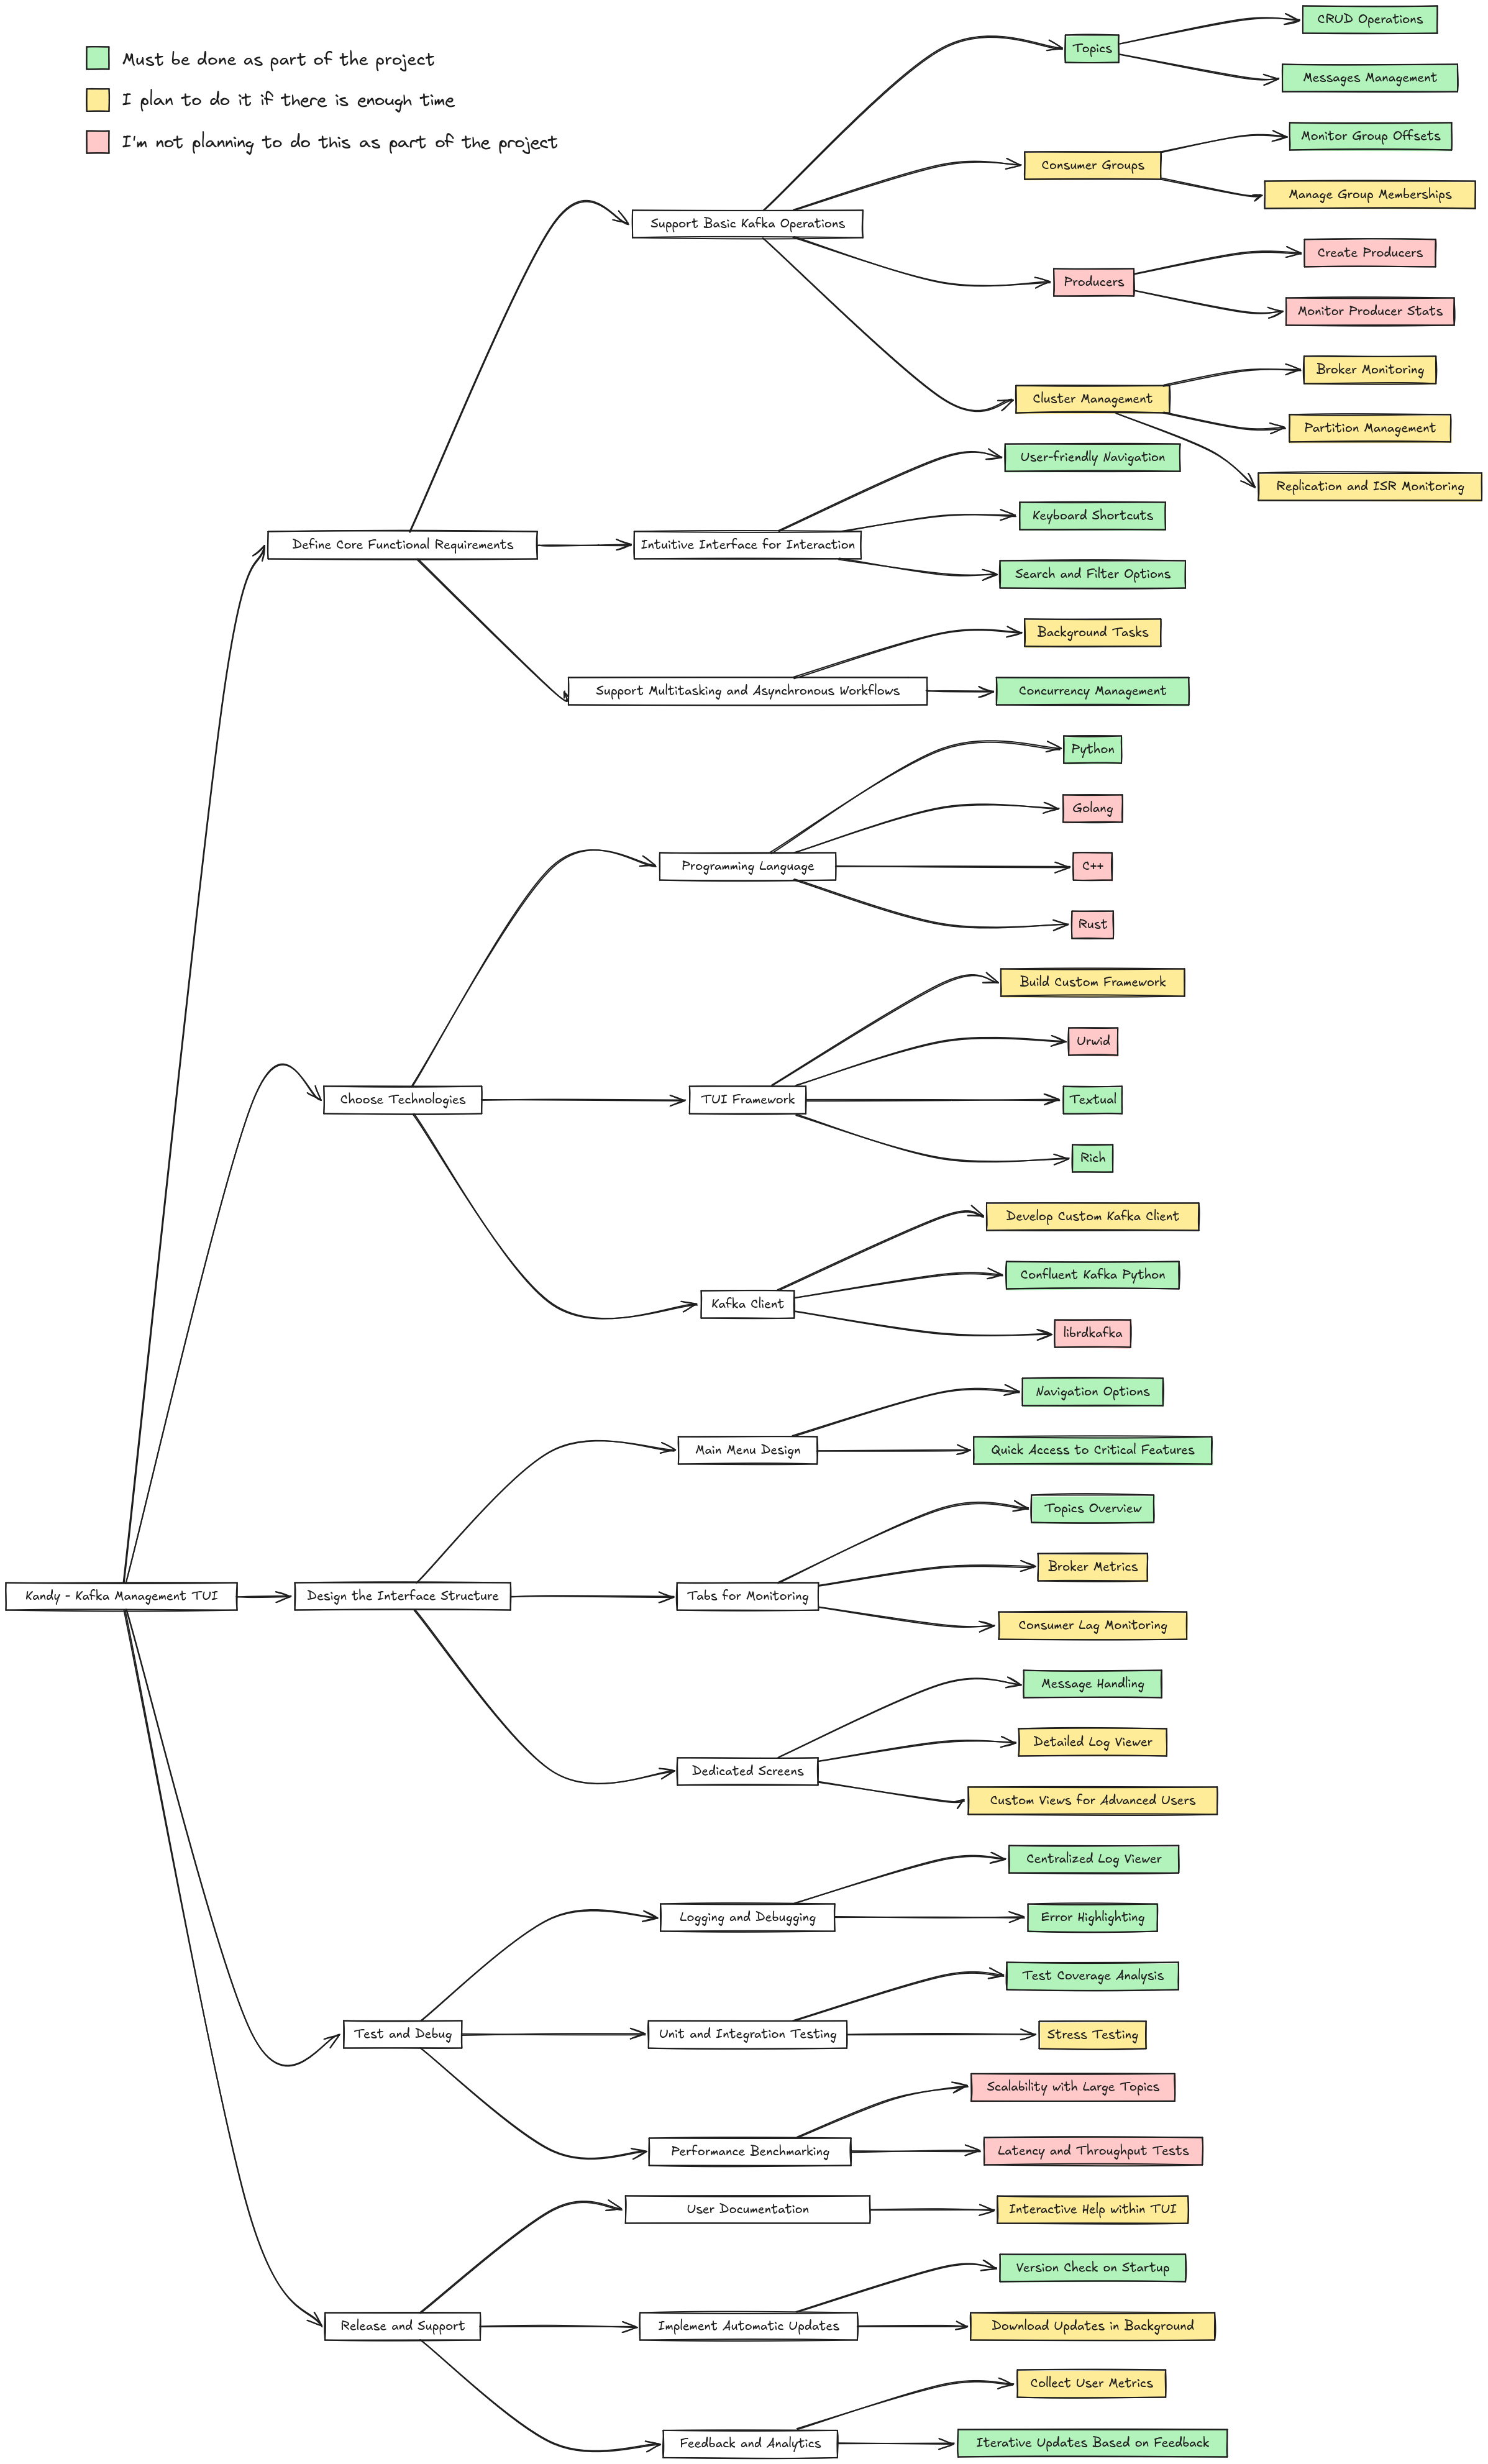 Must be done as part of the project
I plan to do it if there is enough time
I'm not planning to do this as part of the project
Kandy - Kafka Management TUI
Define Core Functional Requirements
Support Basic Kafka Operations
Topics
CRUD Operations
Messages Management
Consumer Groups
Monitor Group Offsets
Manage Group Memberships
Producers
Create Producers
Monitor Producer Stats
Cluster Management
Broker Monitoring
Partition Management
Replication and ISR Monitoring
Intuitive Interface for Interaction
User-friendly Navigation
Keyboard Shortcuts
Search and Filter Options
Support Multitasking and Asynchronous Workflows
Background Tasks
Concurrency Management
Choose Technologies
Programming Language
Python
Golang
C++
Rust
TUI Framework
Build Custom Framework
Urwid
Textual
Rich
Kafka Client
Develop Custom Kafka Client
Confluent Kafka Python
librdkafka
Design the Interface Structure
Main Menu Design
Navigation Options
Quick Access to Critical Features
Tabs for Monitoring
Topics Overview
Broker Metrics
Consumer Lag Monitoring
Dedicated Screens
Message Handling
Detailed Log Viewer
Custom Views for Advanced Users
Test and Debug
Logging and Debugging
Centralized Log Viewer
Error Highlighting
Unit and Integration Testing
Test Coverage Analysis
Stress Testing
Performance Benchmarking
Scalability with Large Topics
Latency and Throughput Tests
Release and Support
User Documentation
Interactive Help within TUI
Implement Automatic Updates
Version Check on Startup
Download Updates in Background
Feedback and Analytics
Collect User Metrics
Iterative Updates Based on Feedback